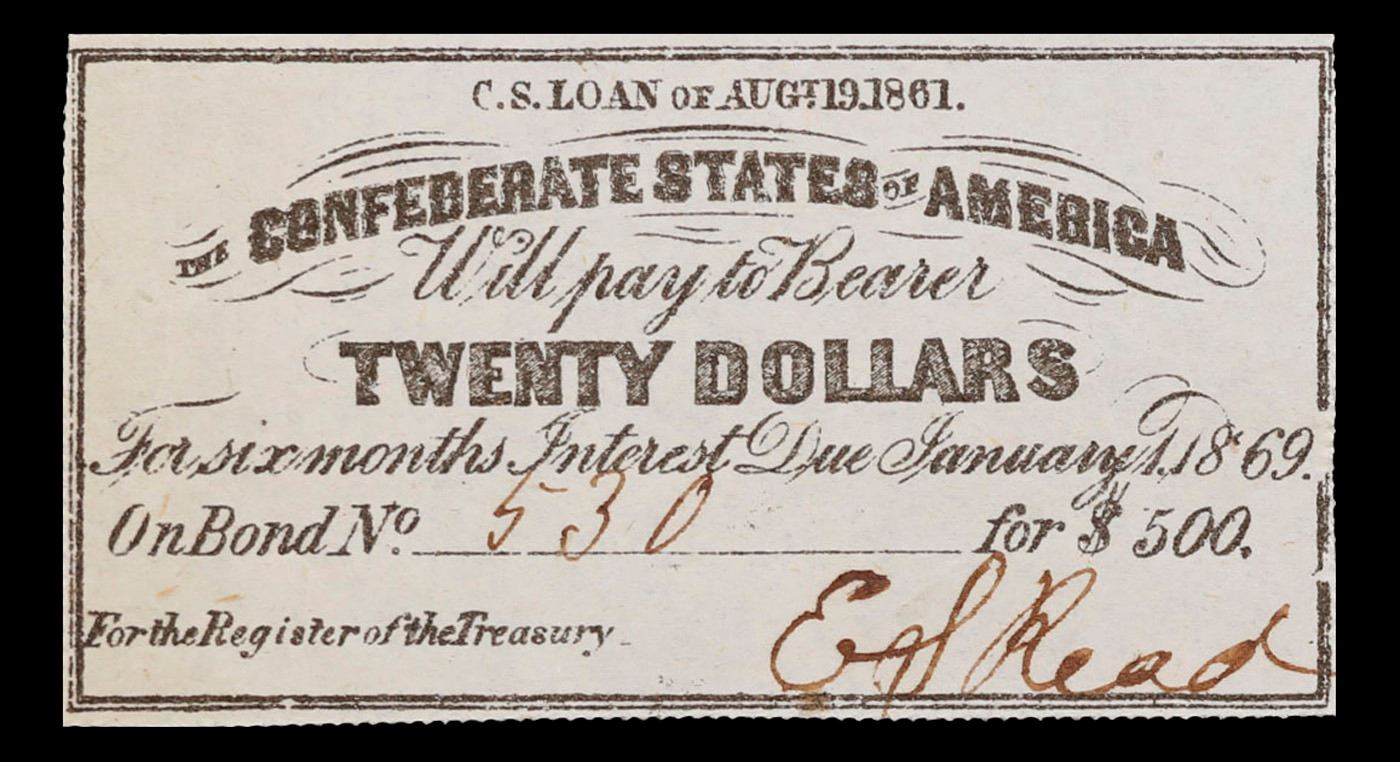 C.S. LOAN OF AUGT. 19.1861.
THE CONFEDERATE STATES OF AMERICA
Will pay to Bearer
TWENTY DOLLARS
For six months Interest Due January 1.1869.
On Bond No. 530 for $ 500.
For the Register of the Treasury
E S Read